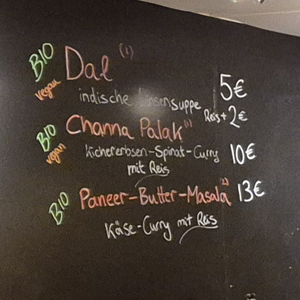 BIO Dal (1)
vegan indische Linsensuppe 5€
Reis + 2€
BIO Channa Palak (1)
vegan Kichererbsen-Spinat-Curry 10€
mit Reis
BIO Paneer-Butter-Masala 13€
Käse-Curry mit Reis